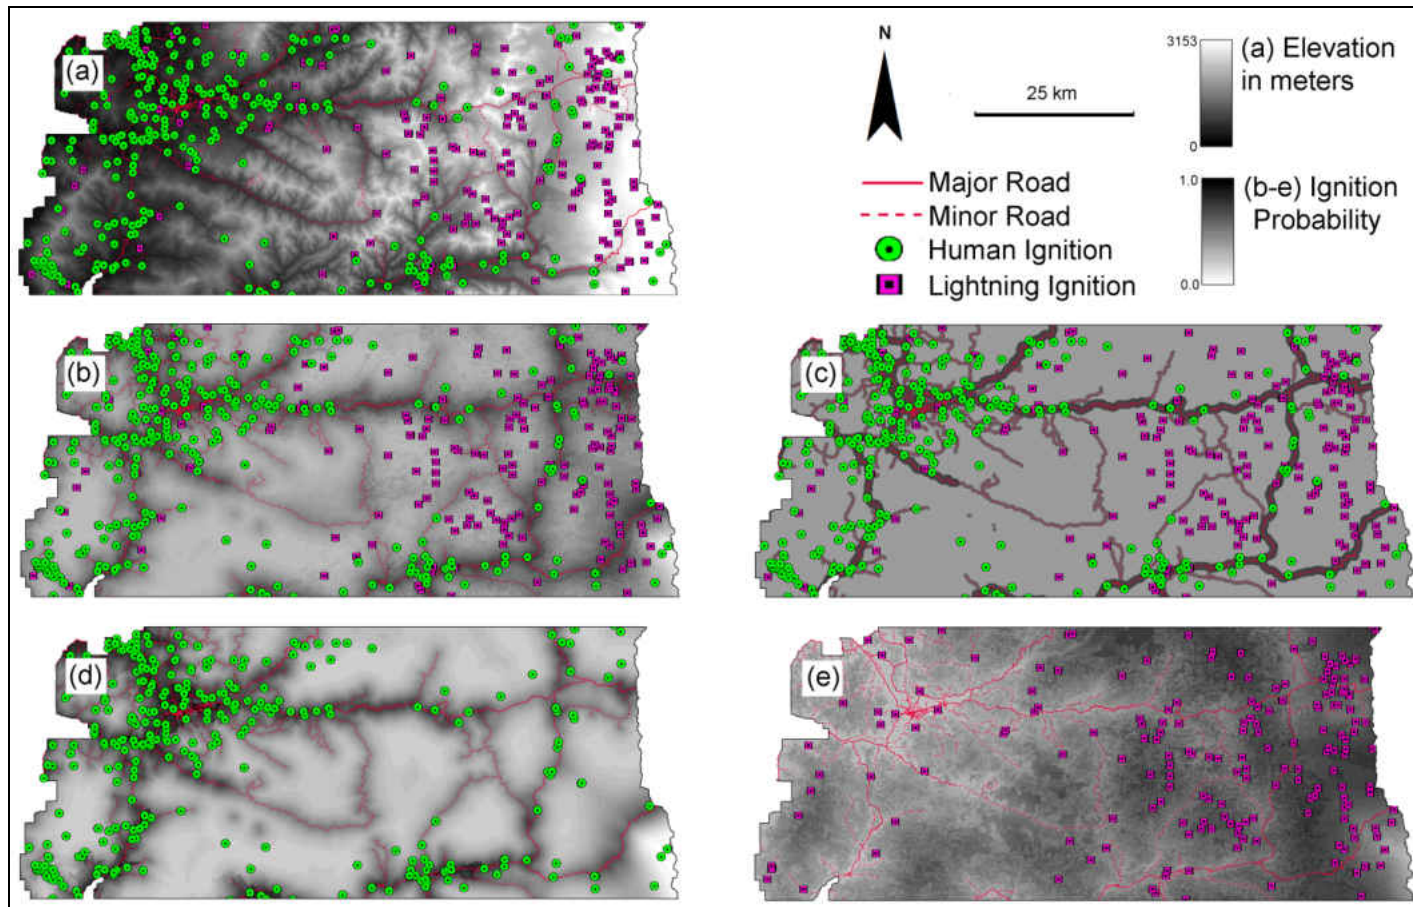 (a)
N
25 km
3153
0
(a) Elevation
in meters
Major Road
Minor Road
Human Ignition
Lightning Ignition
1.0
0.0
(b-e) Ignition
Probability
(b)
(c)
(d)
(e)